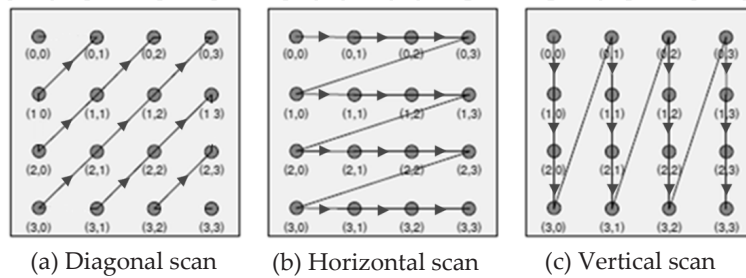 (0,0) (0,1) (0,2) (0,3)
(1 0) (1,1) (1,2) (1 3)
(2,0) (2,1) (2,2) (2,3)
(3,0) (3,1) (3,2) (3,3)
(a) Diagonal scan
(0,0) (0,1) (0,2) (0,3)
(1,0) (1,1) (1,2) (1,3)
(2,0) (2,1) (2,2) (2,3)
(3,0) (3,1) (3,2) (3,3)
(b) Horizontal scan
(0,0) (0,1) (0,2) (0,3)
(1,0) (1,1) (1,2) (1,3)
(2,0) (2,1) (2,2) (2,3)
(3,0) (3,1) (3,2) (3,3)
(c) Vertical scan